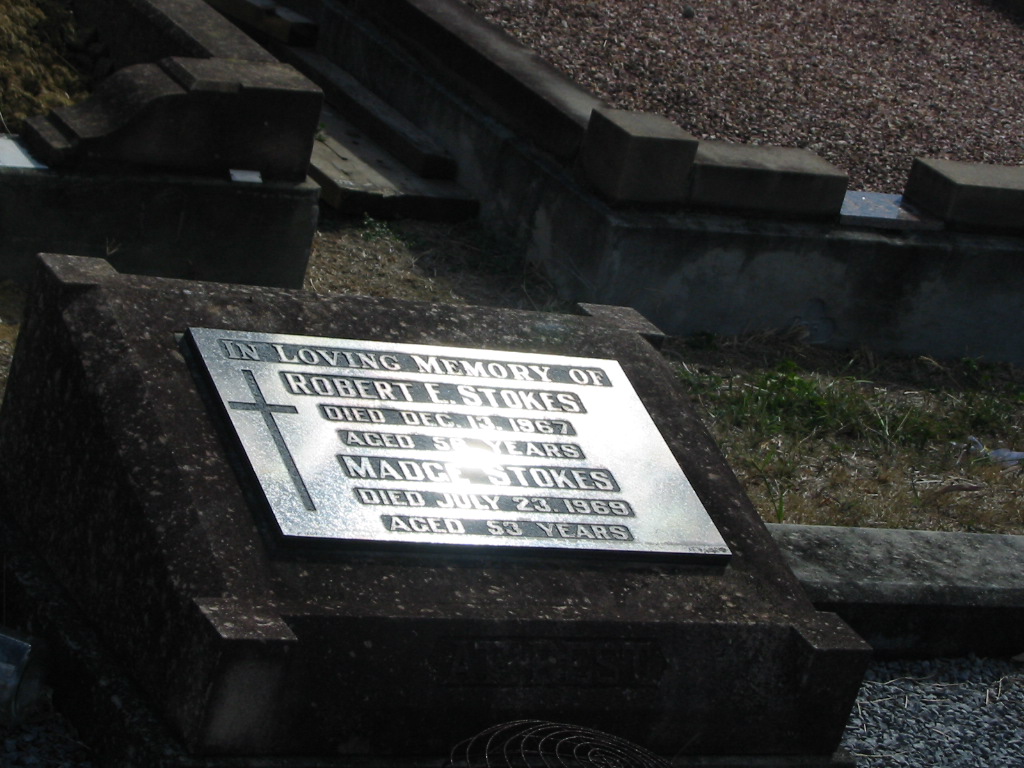 IN LOVING MEMORY OF
ROBERT E. STOKES
DIED DEC. 13. 1967
AGED YEARS
MADGE STOKES
DIED JULY 23. 1969
AGED 53 YEARS